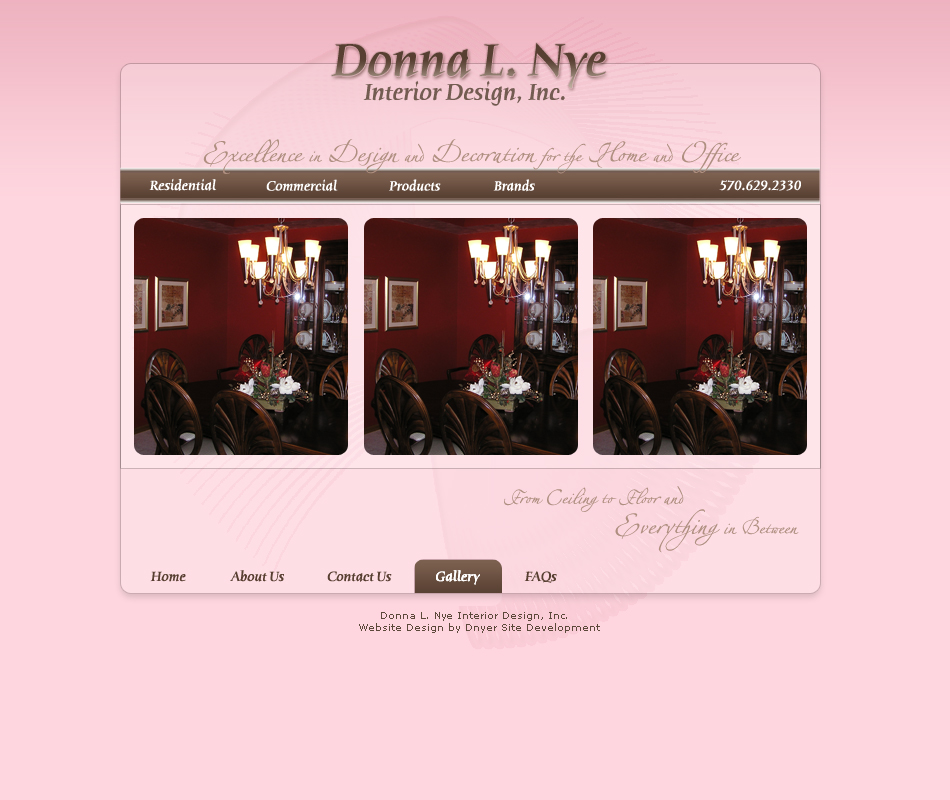 Donna L. Nye
Interior Design, Inc.
Excellence in Design and Decoration for the Home and Office
Residential Commercial Products Brands 570.629.2330
From Ceiling to Floor and
Everything in Between
Home About Us Contact Us Gallery FAQs
Donna L. Nye Interior Design, Inc.
Website Design by Dnyer Site Development